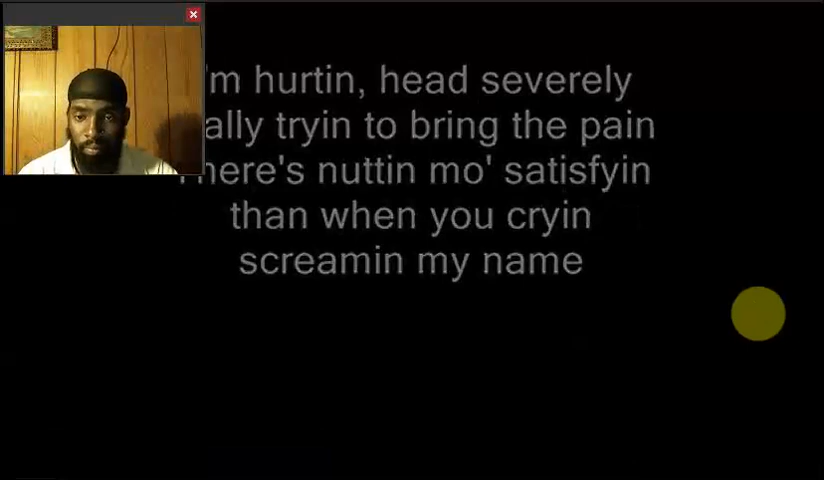 'm hurtin, head severely
ally tryin to bring the pain
here's nuttin mo' satisfyin
than when you cryin
screamin my name